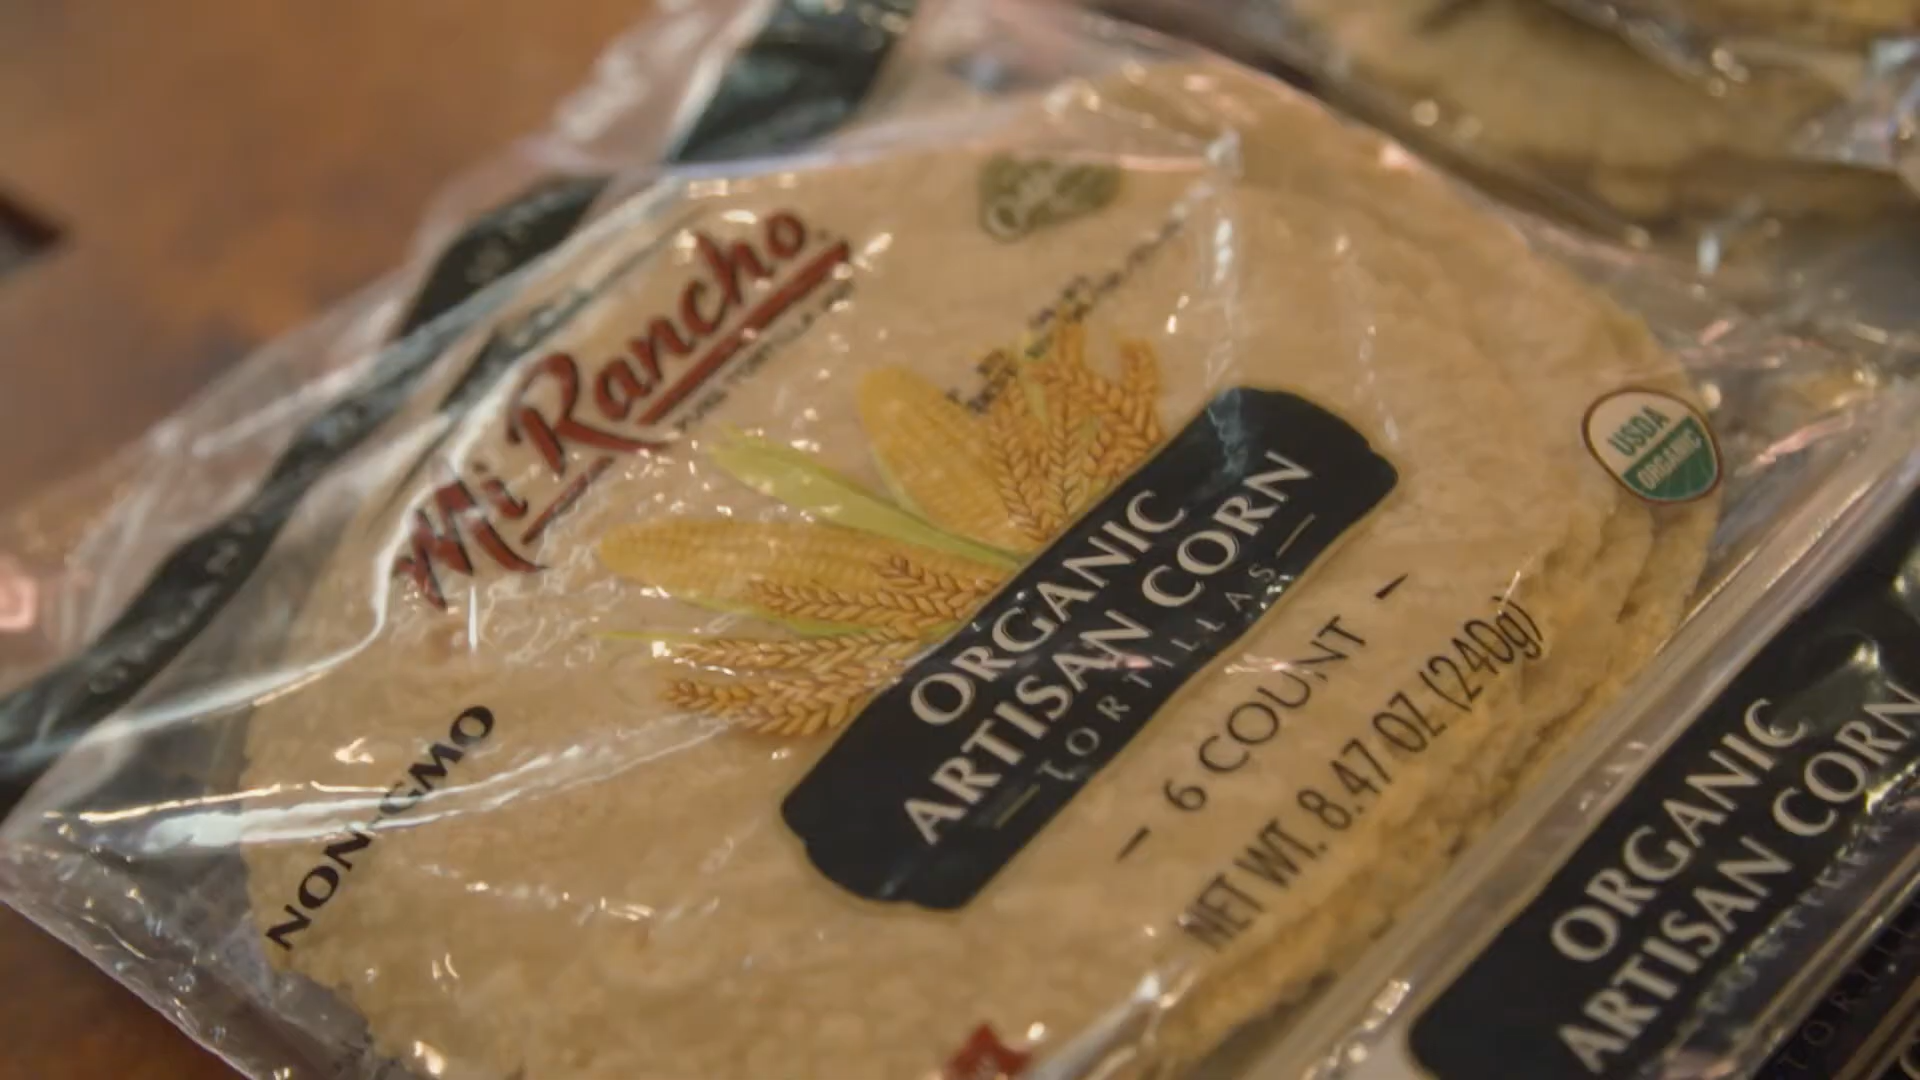 Mi Rancho
ORGANIC
ARTISAN CORN
TORTILLAS
6 COUNT
NET WT. 8.47 OZ (240g)
NON-GMO
USDA
ORGANIC
ORGANIC
ARTISAN CORN